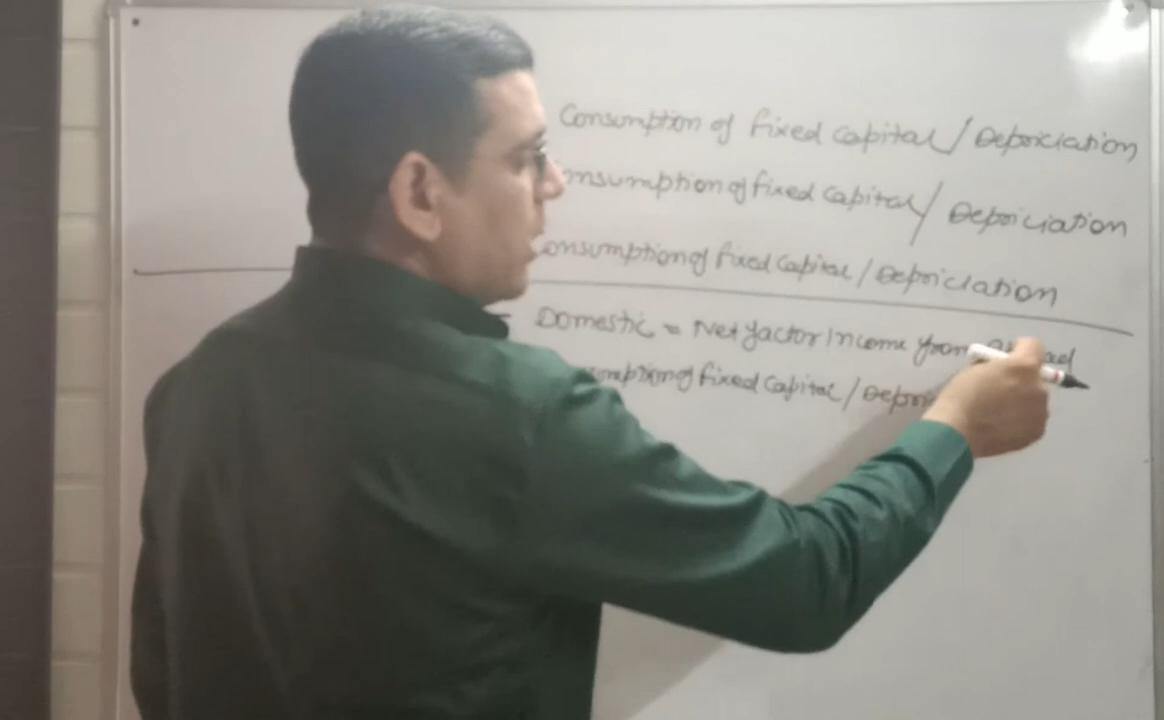 Consumption of fixed capital / Depriciation
onsumption of fixed capital / Depriciation
onsumption of fixed capital / Depriciation
Domestic = Net factor Income from
of fixed capital /